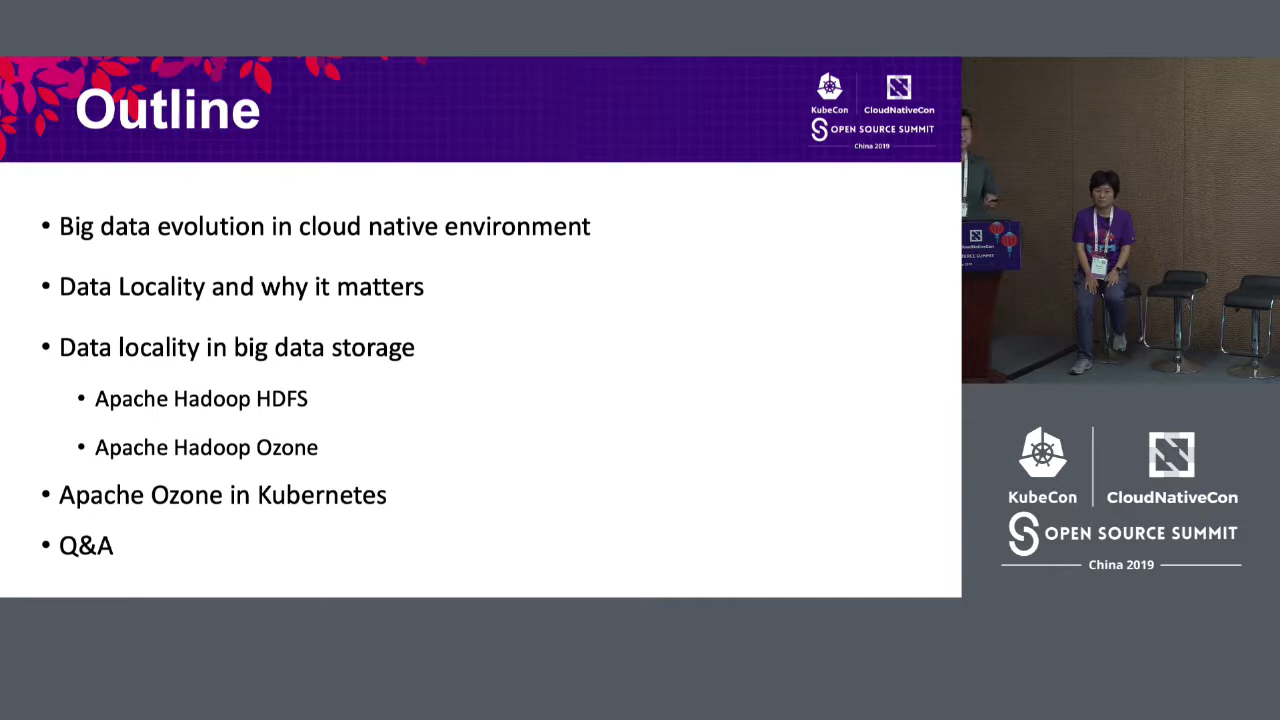 Outline
KubeCon
CloudNativeCon
OPEN SOURCE SUMMIT
China 2019
• Big data evolution in cloud native environment
• Data Locality and why it matters
• Data locality in big data storage
• Apache Hadoop HDFS
• Apache Hadoop Ozone
• Apache Ozone in Kubernetes
• Q&A
KubeCon
CloudNativeCon
OPEN SOURCE SUMMIT
China 2019